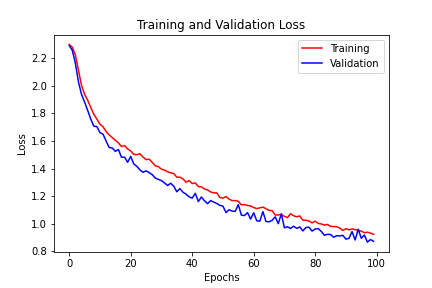 Training and Validation Loss
Training
Validation
Loss
2.2
2.0
1.8
1.6
1.4
1.2
1.0
0.8
0 20 40 60 80 100
Epochs